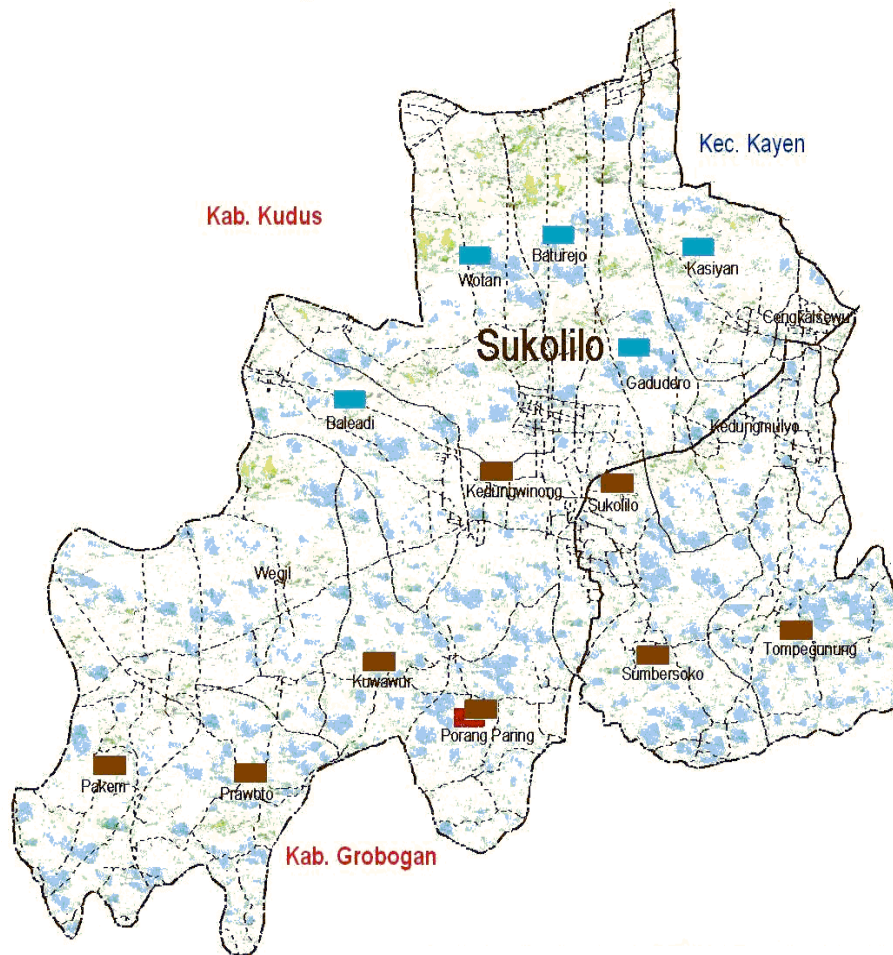 Kec. Kayen
Kab. Kudus
Baturejo
Wotan
Kasiyan
Cengkalsewu
Sukolilo
Gadudero
Baleadi
Kedungmulyo
Kedungwinong
Sukolilo
Wegil
Tompegunung
Sumbersoko
Kuwawur
Porang Paring
Pakem
Prawoto
Kab. Grobogan